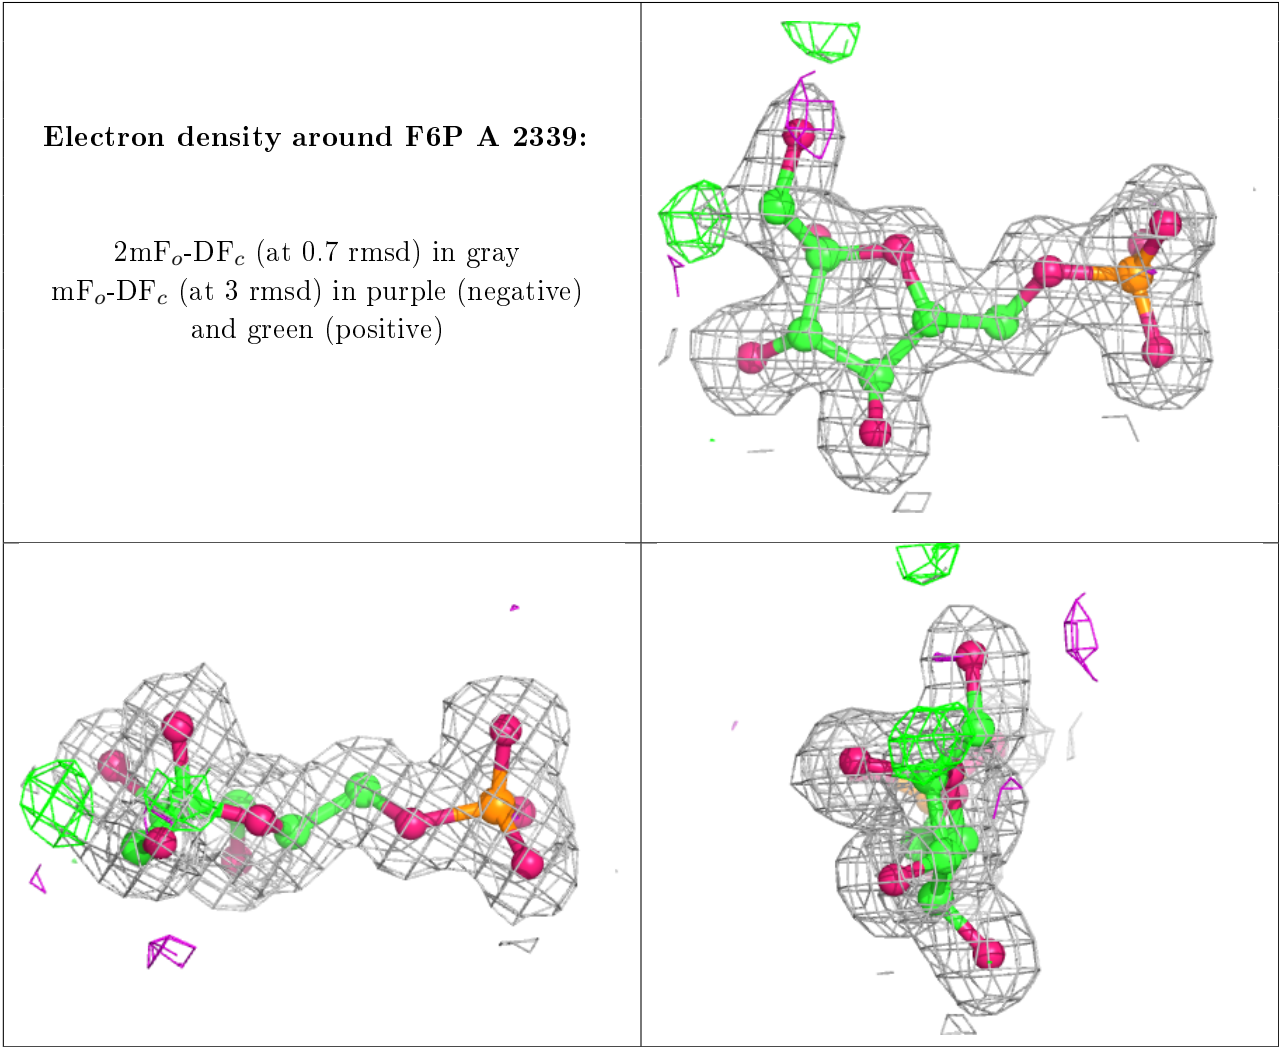 Electron density around F6P A 2339:
2mFₒ-DF𝒸 (at 0.7 rmsd) in gray
mFₒ-DF𝒸 (at 3 rmsd) in purple (negative)
and green (positive)